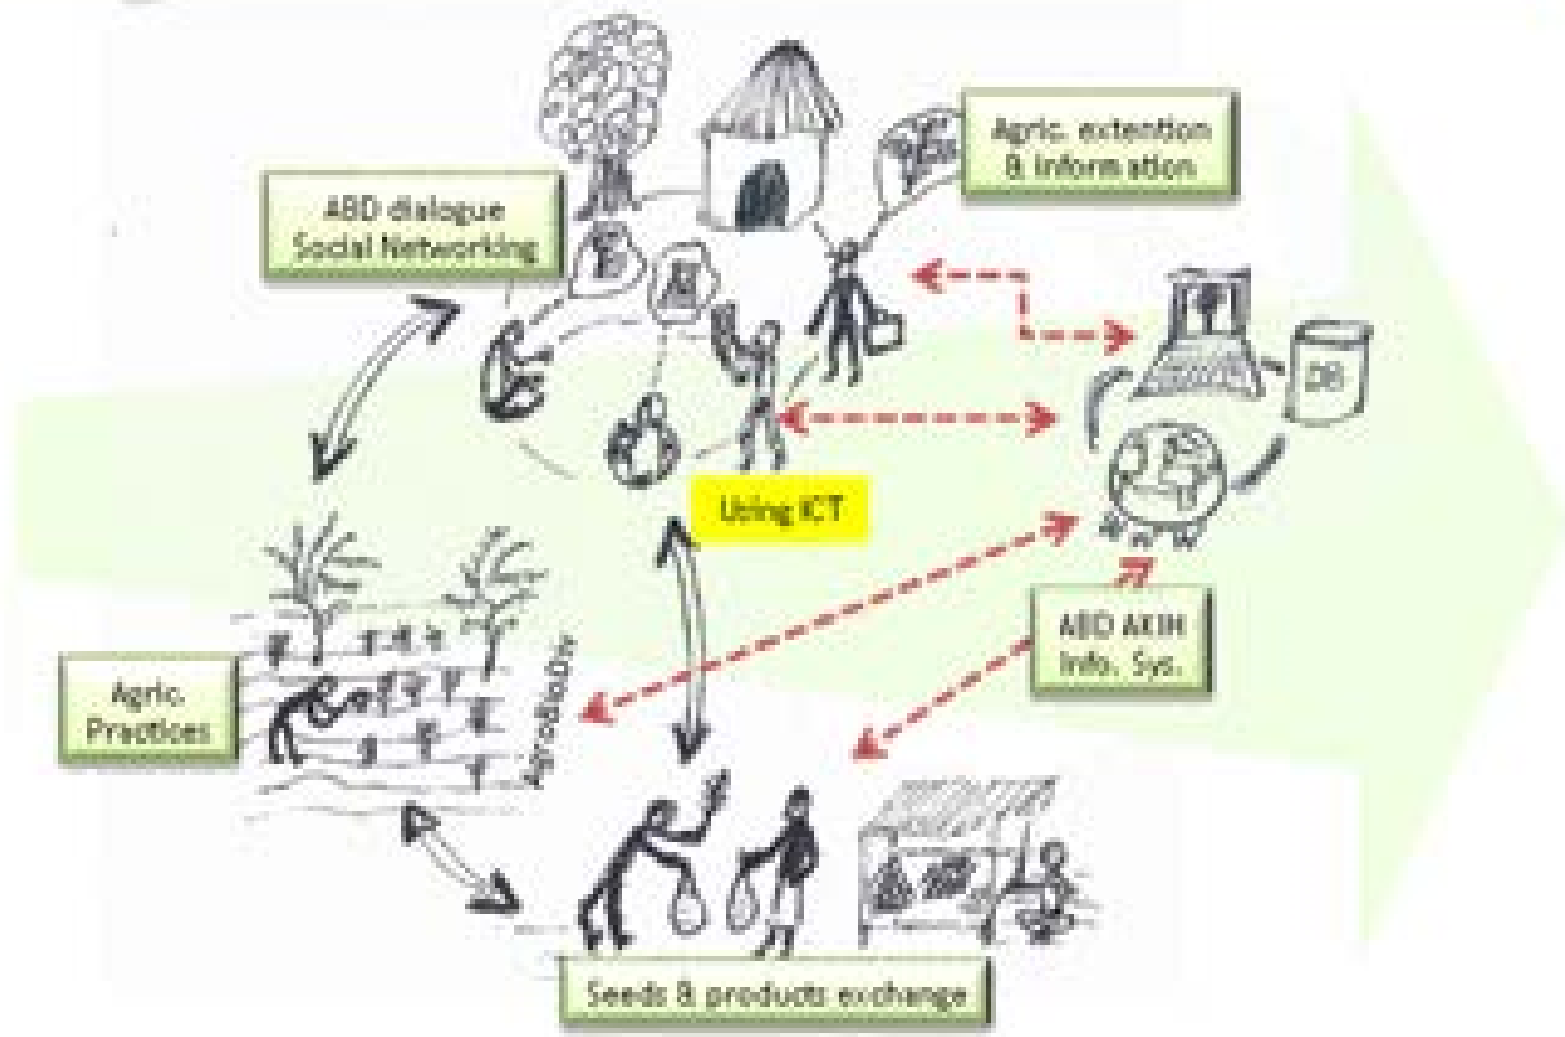 Agric. extention
& information
ABD dialogue
Social Networking
DB
Using ICT
ABD AKIH
Info. Sys.
Agric.
Practices
AgroBioDiv
Seeds & products exchange